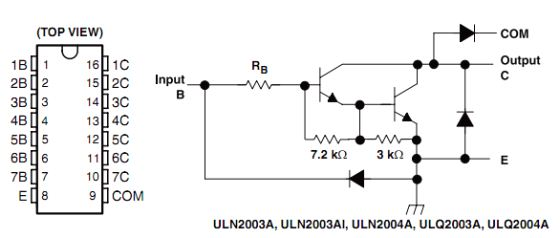 (TOP VIEW)
1B 1 16 1C
2B 2 15 2C
3B 3 14 3C
4B 4 13 4C
5B 5 12 5C
6B 6 11 6C
7B 7 10 7C
E 8 9 COM
COM
Output
C
RB
Input
B
7.2 kΩ 3 kΩ
E
ULN2003A, ULN2003AI, ULN2004A, ULQ2003A, ULQ2004A